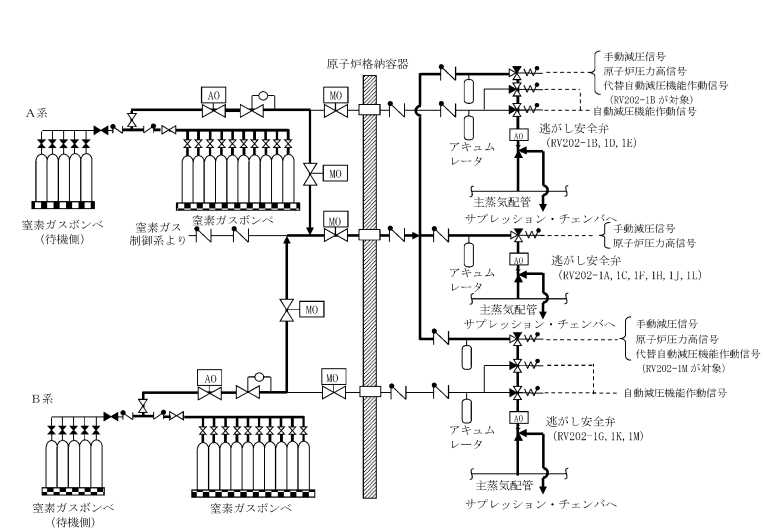 原子炉格納容器
手動減圧信号
原子炉圧力高信号
代替自動減圧機能作動信号
(RV202-1Bが対象)
自動減圧機能作動信号
A系
AO
MO
アキュム
レータ
AO
逃がし安全弁
(RV202-1B, 1D, 1E)
MO
主蒸気配管
サプレッション・チェンバへ
窒素ガスボンベ
(待機側)
窒素ガスボンベ
窒素ガス
制御系より
MO
手動減圧信号
原子炉圧力高信号
アキュム
レータ
AO
逃がし安全弁
(RV202-1A, 1C, 1F, 1H, 1J, 1L)
MO
主蒸気配管
サプレッション・チェンバへ
手動減圧信号
原子炉圧力高信号
代替自動減圧機能作動信号
(RV202-1Mが対象)
自動減圧機能作動信号
B系
AO
MO
アキュム
レータ
AO
逃がし安全弁
(RV202-1G, 1K, 1M)
主蒸気配管
サプレッション・チェンバへ
窒素ガスボンベ
(待機側)
窒素ガスボンベ